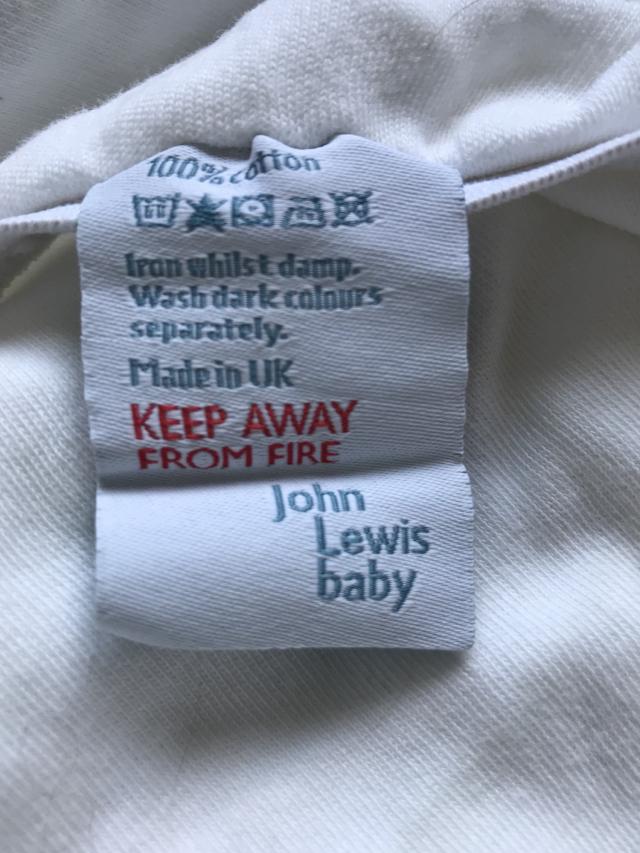 100% cotton
Iron whilst damp.
Wash dark colours
separately.
Made in UK
KEEP AWAY
FROM FIRE
John
Lewis
baby